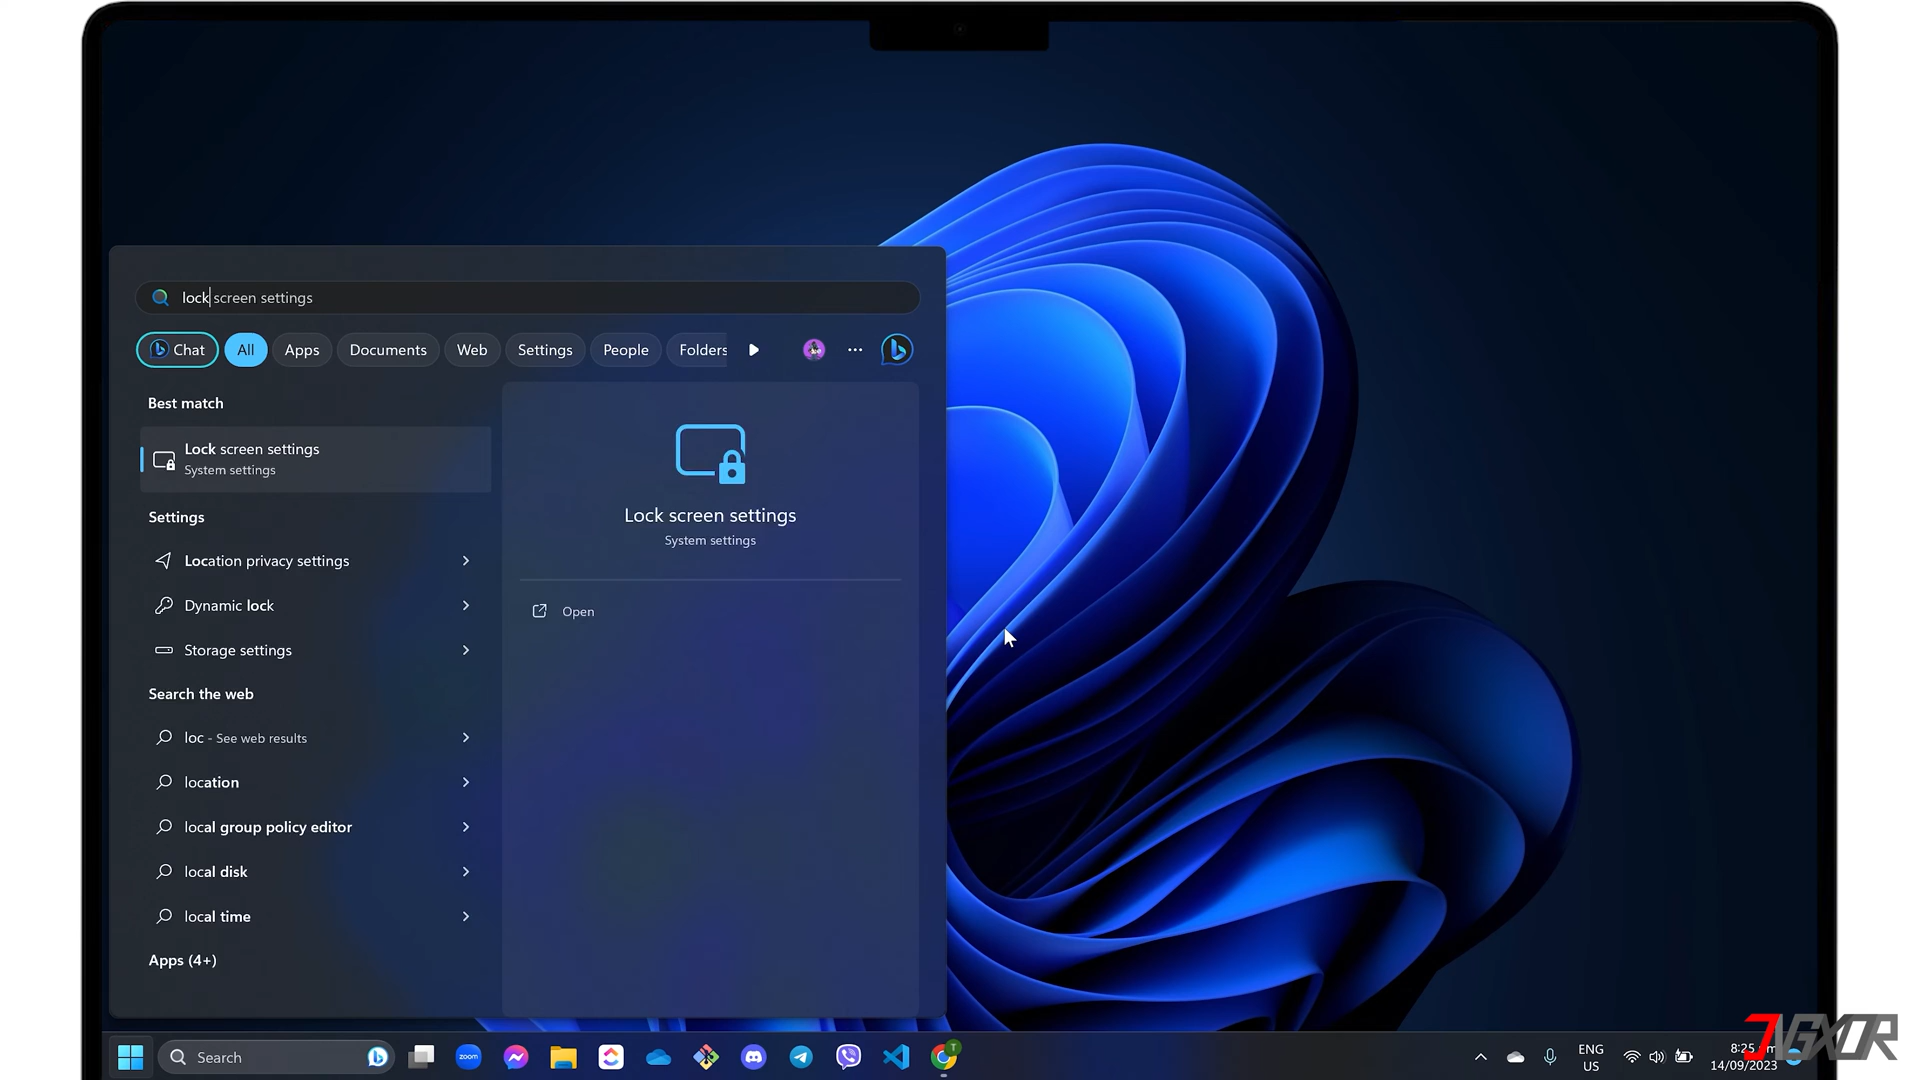 lock screen settings
Chat
All
Apps
Documents
Web
Settings
People
Folders
Best match
Lock screen settings
System settings
Settings
Location privacy settings
Dynamic lock
Storage settings
Search the web
loc - See web results
location
local group policy editor
local disk
local time
Apps (4+)
Lock screen settings
System settings
Open
Search
zoom
T
ENG
US
8:25
14/09/2023
JVGXOR